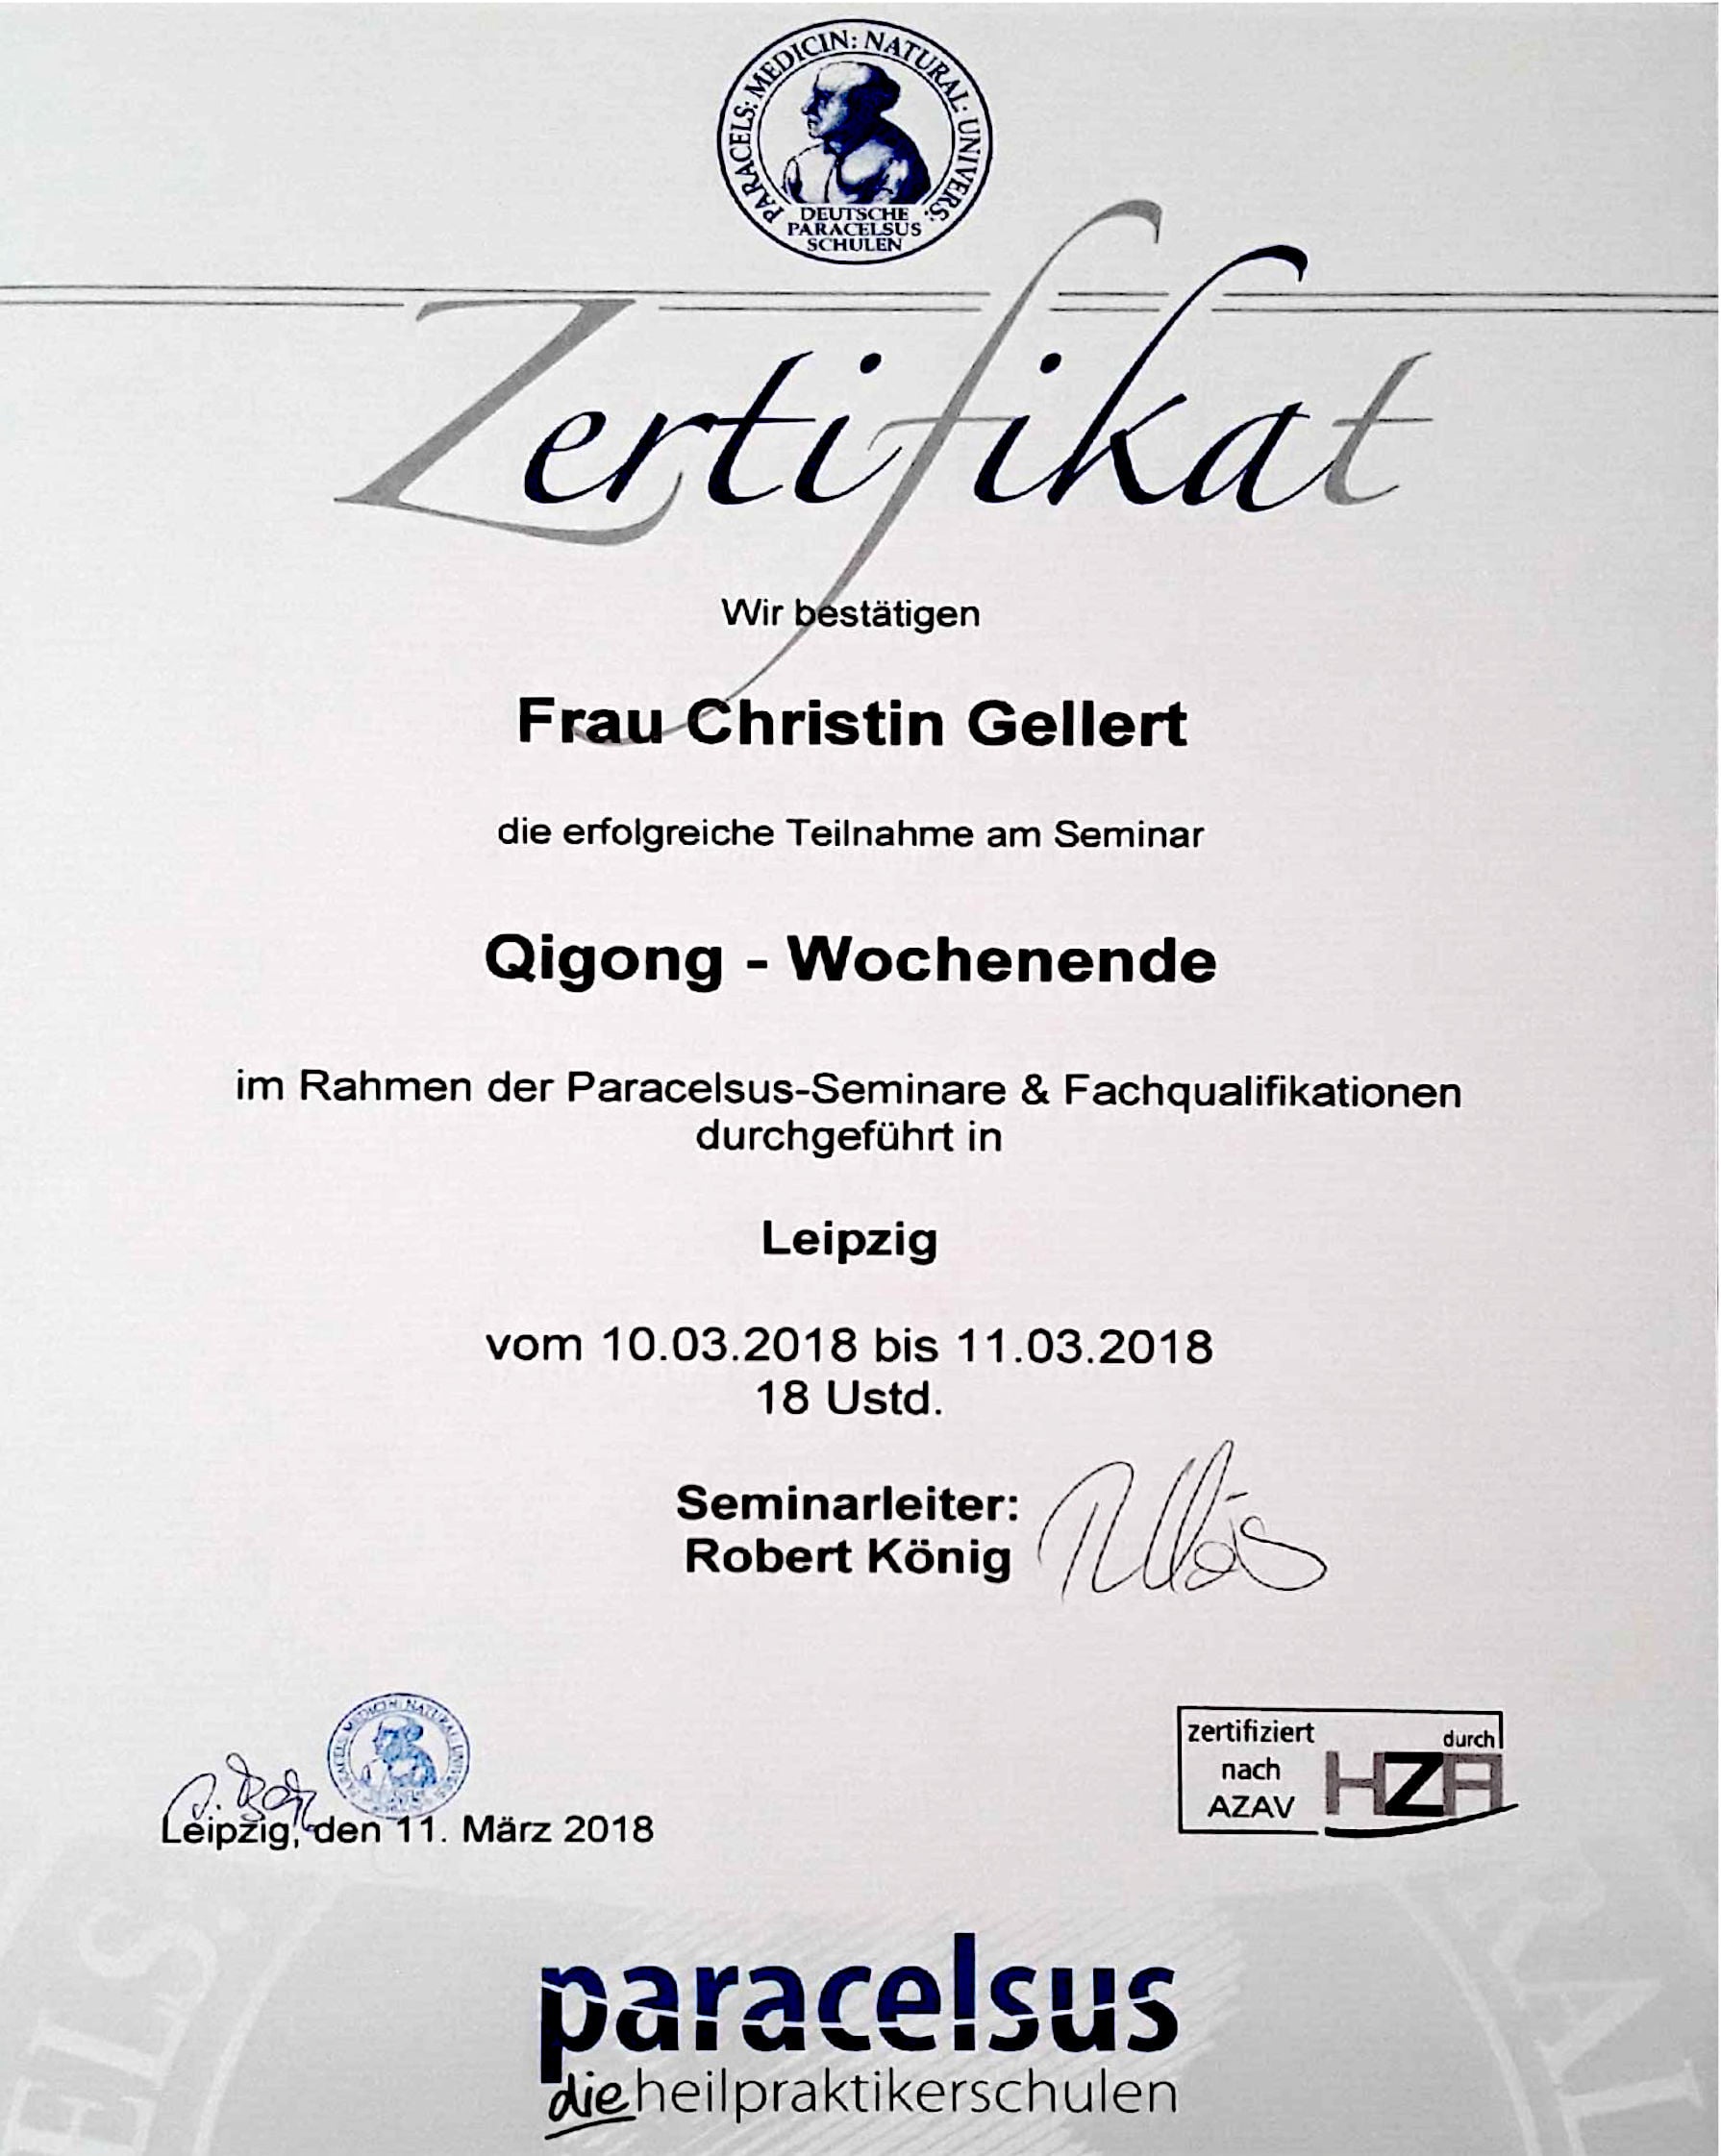 PARACELS: MEDICIN: NATURAL: UNIVERS:
DEUTSCHE
PARACELSUS
SCHULEN
Zertifikat
Wir bestätigen
Frau Christin Gellert
die erfolgreiche Teilnahme am Seminar
Qigong - Wochenende
im Rahmen der Paracelsus-Seminare & Fachqualifikationen
durchgeführt in
Leipzig
vom 10.03.2018 bis 11.03.2018
18 Ustd.
Seminarleiter:
Robert König
Leipzig, den 11. März 2018
zertifiziert durch
nach HZA
AZAV
paracelsus
die heilpraktikerschulen